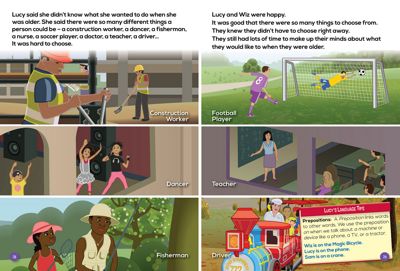 Lucy said she didn't know what she wanted to do when she
was older. She said there were so many different things a
person could be – a construction worker, a dancer, a fisherman,
a nurse, a soccer player, a doctor, a teacher, a driver...
It was hard to choose.
Construction
Worker
Dancer
Fisherman
Lucy and Wiz were happy.
It was good that there were so many things to choose from.
They knew they didn't have to choose right away.
They still had lots of time to make up their minds about what
they would like to when they were older.
Football
Player
Teacher
Driver
Lucy's Language Tips
Prepositions: A Preposition links words
to other words. We use the preposition
on when we talk about a machine or
device like a phone, a TV, or a tractor.
Wiz is on the Magic Bicycle.
Lucy is on the phone.
Sam is on a crane.